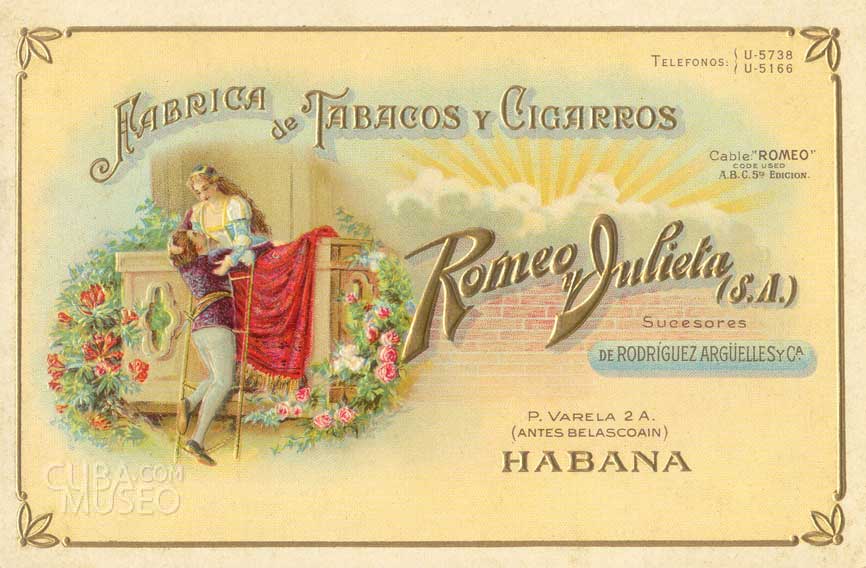 TELEFONOS: { U-5738
U-5166
FABRICA de TABACOS Y CIGARROS
Cable: "ROMEO"
CODE USED
A.B.C. 5ª EDICION.
Romeo y Julieta (S.A.)
Sucesores
DE RODRÍGUEZ ARGÜELLES Y Cª
P. VARELA 2 A.
(ANTES BELASCOAIN)
HABANA
CUBA.COM
MUSEO